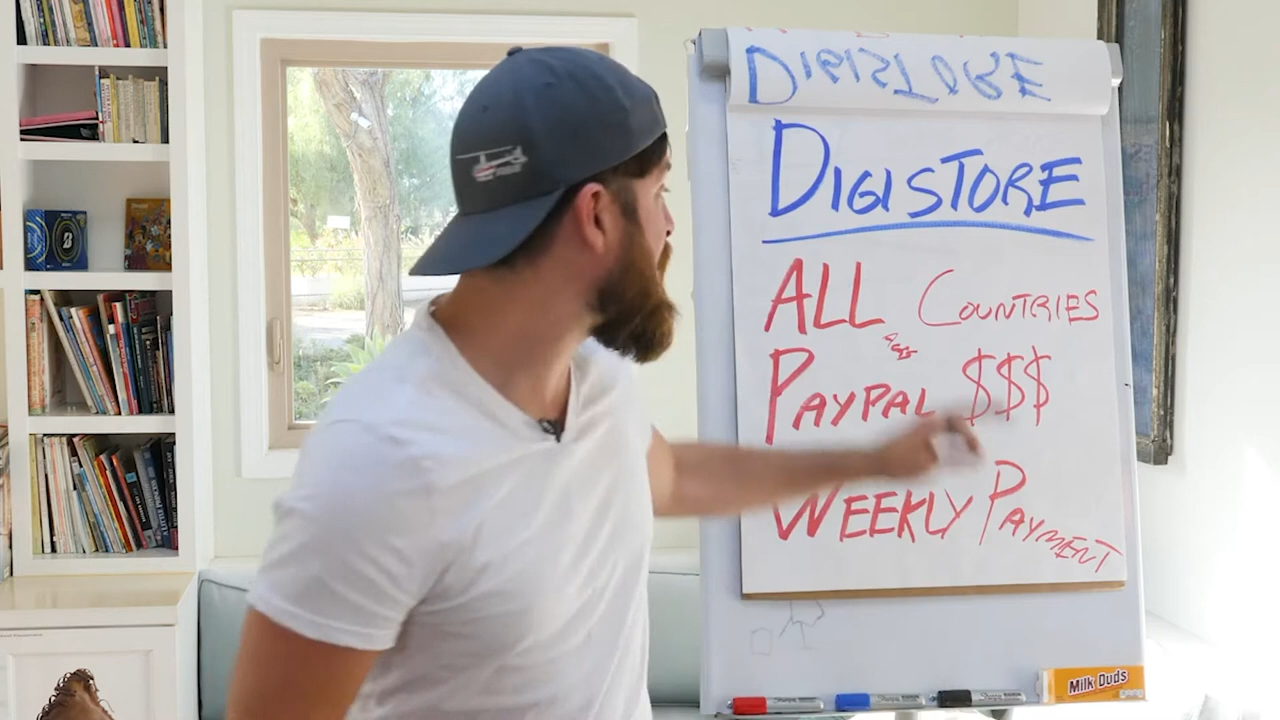 DIGISTORE
DIGISTORE
ALL COUNTRIES
PAYPAL $$$
WEEKLY PAYMENT
Milk Duds